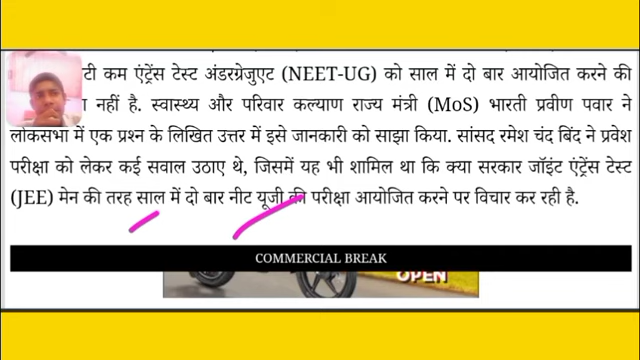 कम एंट्रेंस टेस्ट अंडरग्रेजुएट (NEET-UG) को साल में दो बार आयोजित करने की
नहीं है. स्वास्थ्य और परिवार कल्याण राज्य मंत्री (MoS) भारती प्रवीण पवार ने
लोकसभा में एक प्रश्न के लिखित उत्तर में इसे जानकारी को साझा किया. सांसद रमेश चंद बिंद ने प्रवेश
परीक्षा को लेकर कई सवाल उठाए थे, जिसमें यह भी शामिल था कि क्या सरकार जॉइंट एंट्रेंस टेस्ट
(JEE) मेन की तरह साल में दो बार नीट यूजी की परीक्षा आयोजित करने पर विचार कर रही है.
COMMERCIAL BREAK
OPEN